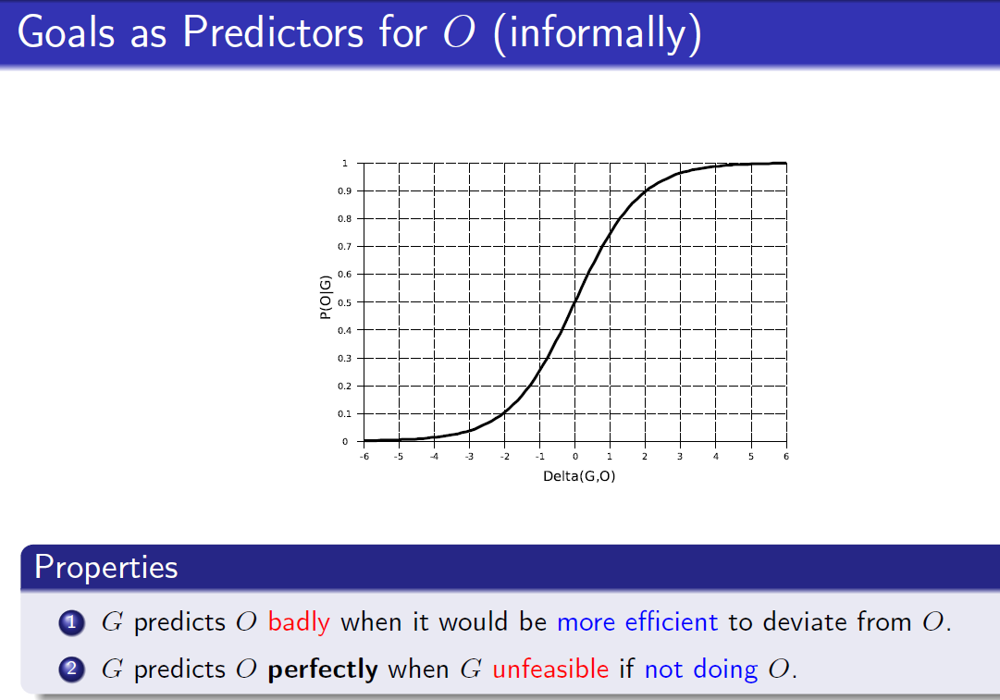 Goals as Predictors for O (informally)
1
0.9
0.8
0.7
0.6
0.5
0.4
0.3
0.2
0.1
0
P(O|G)
-6 -5 -4 -3 -2 -1 0 1 2 3 4 5 6
Delta(G,O)
Properties
1 G predicts O badly when it would be more efficient to deviate from O.
2 G predicts O perfectly when G unfeasible if not doing O.